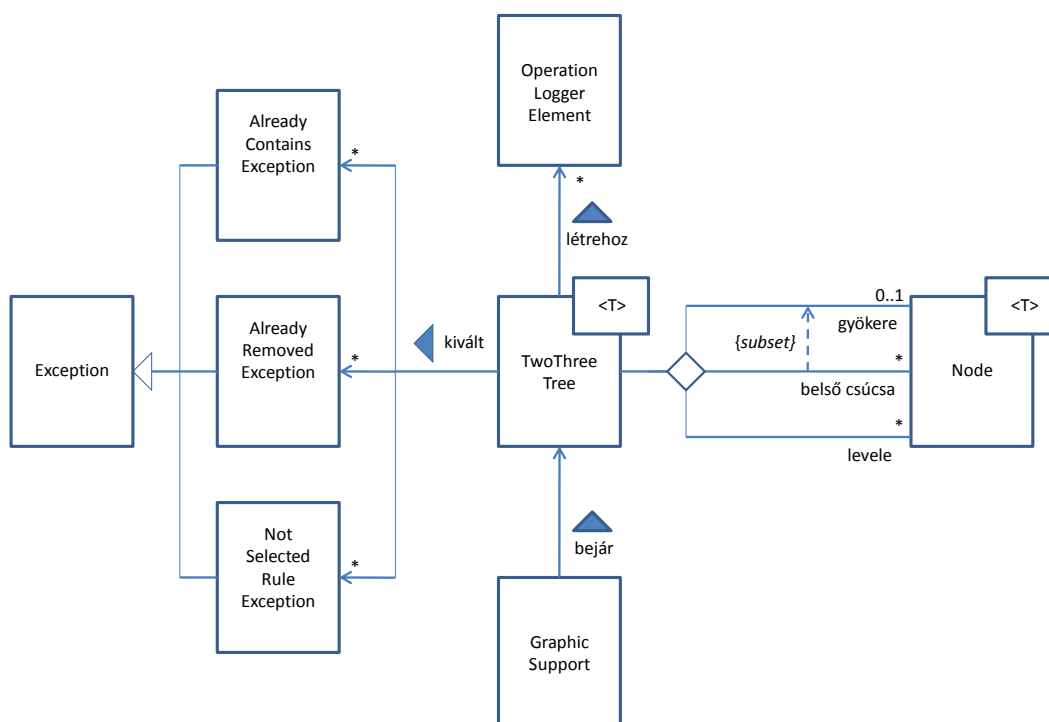 Operation
Logger
Element
*
létrehoz
Already
Contains
Exception
*
Exception
Already
Removed
Exception
*
kivált
<T>
TwoThree
Tree
0..1
gyökere
{subset}
*
belső csúcsa
*
levele
<T>
Node
Not
Selected
Rule
Exception
*
bejár
Graphic
Support